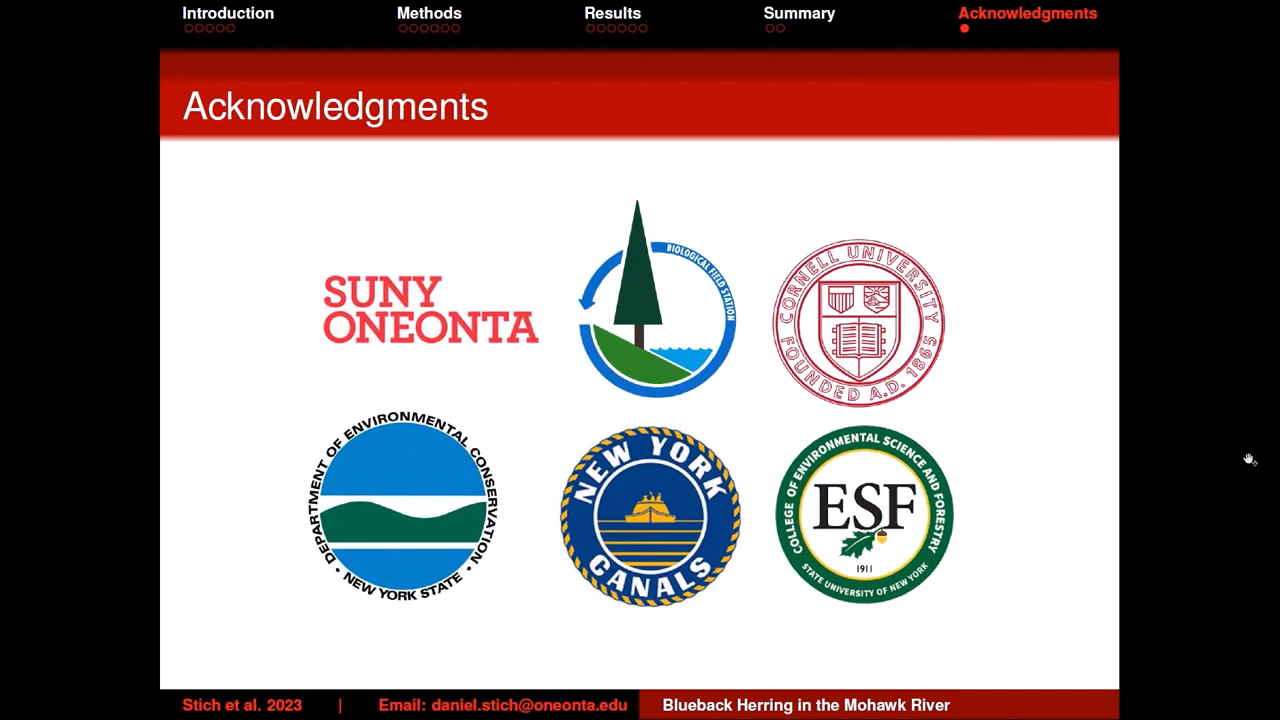 Introduction
Methods
Results
Summary
Acknowledgments
Acknowledgments
SUNY
ONEONTA
BIOLOGICAL FIELD STATION
CORNELL UNIVERSITY
FOUNDED A.D. 1865
DEPARTMENT OF ENVIRONMENTAL CONSERVATION
• NEW YORK STATE •
NEW YORK
CANALS
COLLEGE OF ENVIRONMENTAL SCIENCE AND FORESTRY
ESF
1911
STATE UNIVERSITY OF NEW YORK
Stich et al. 2023 | Email: daniel.stich@oneonta.edu
Blueback Herring in the Mohawk River